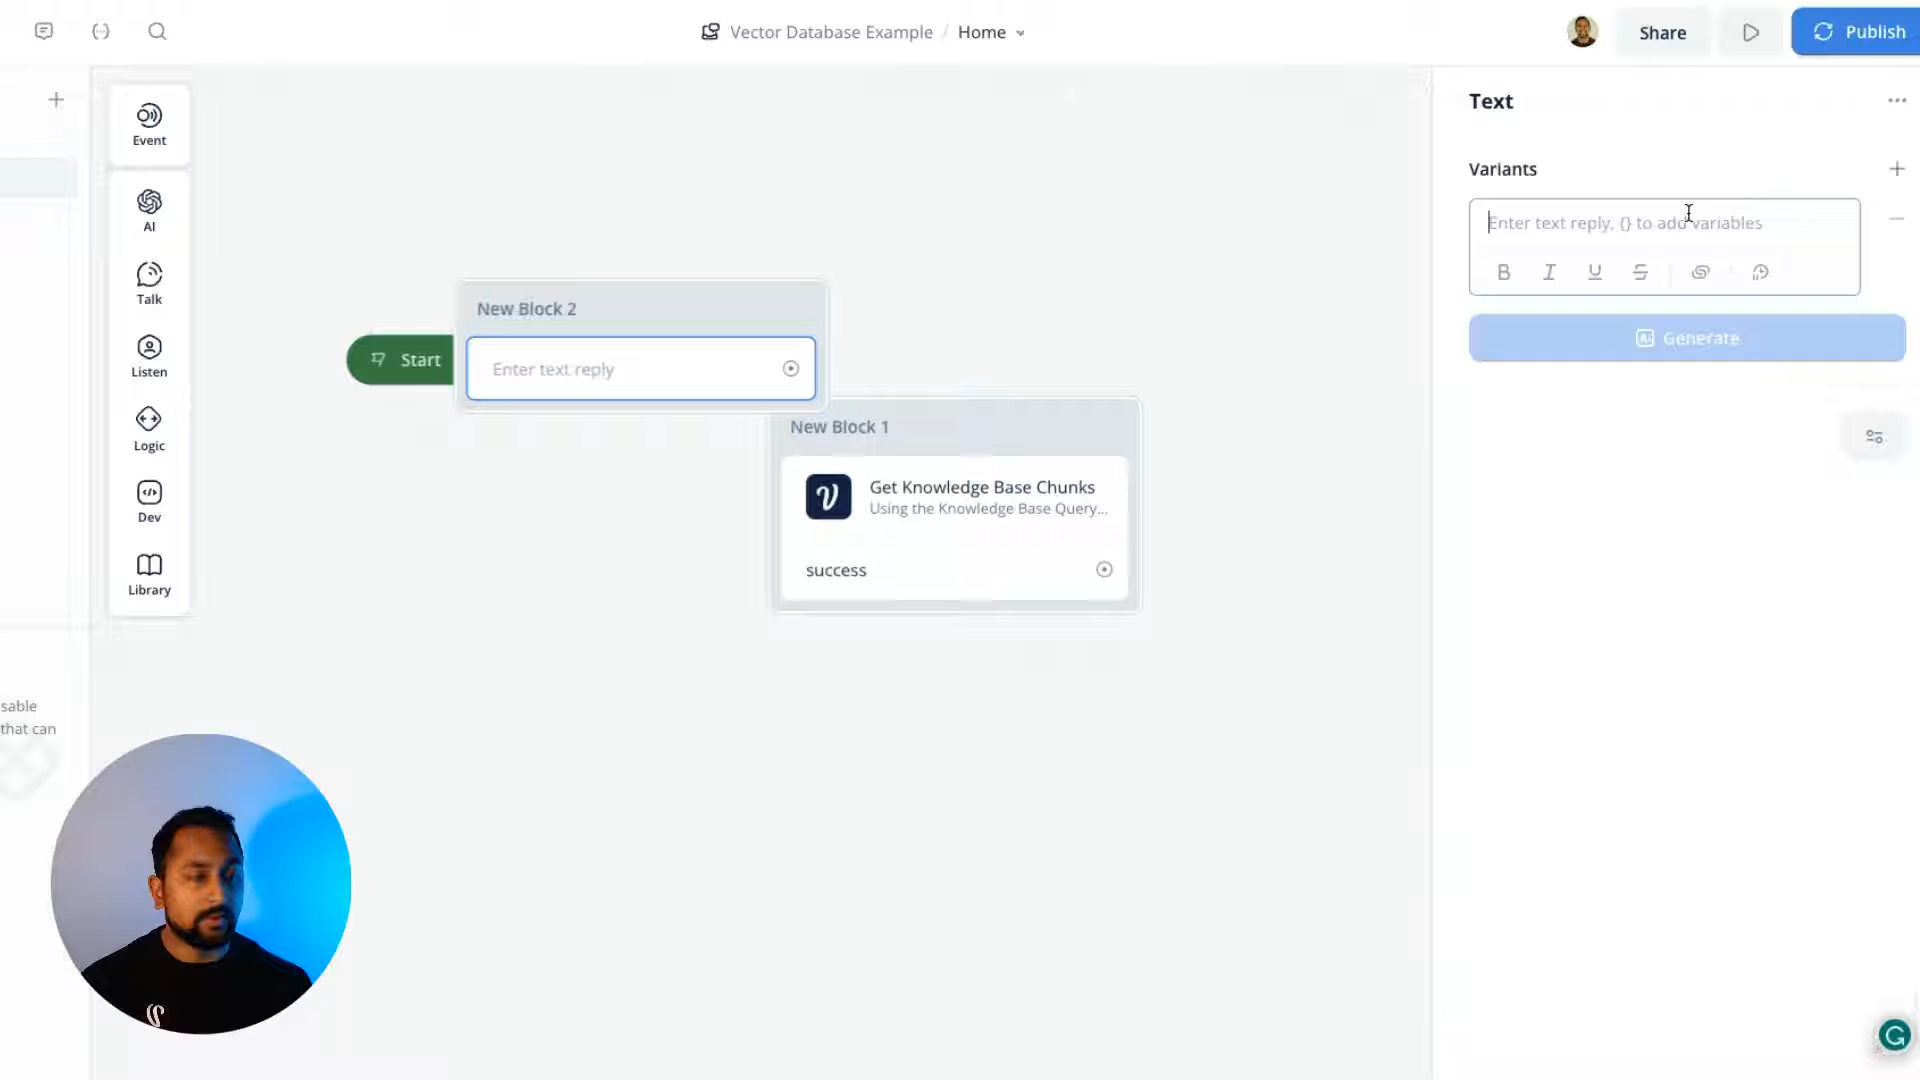 Vector Database Example / Home
Share
Publish
Event
AI
Talk
Listen
Logic
Dev
Library
sable
that can
Start
New Block 2
Enter text reply
New Block 1
Get Knowledge Base Chunks
Using the Knowledge Base Query...
success
Text
Variants
Enter text reply, {} to add variables
B I U S
Generate